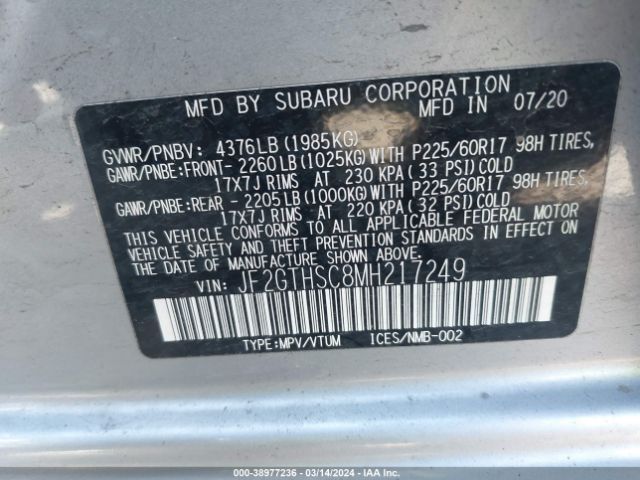 MFD BY SUBARU CORPORATION
MFD IN 07/20
GVWR/PNBV: 4376LB(1985KG)
GAWR/PNBE:FRONT-2260LB(1025KG)WITH P225/60R17 98H TIRES,
17X7J RIMS AT 230 KPA( 33 PSI)COLD
GAWR/PNBE:REAR -2205LB(1000KG)WITH P225/60R17 98H TIRES,
17X7J RIMS AT 220 KPA( 32 PSI)COLD
THIS VEHICLE CONFORMS TO ALL APPLICABLE FEDERAL MOTOR
VEHICLE SAFETY AND THEFT PREVENTION STANDARDS IN EFFECT ON
THE DATE OF MANUFACTURE SHOWN ABOVE.
VIN: JF2GTHSC8MH217249
TYPE:MPV/VTUM ICES/NMB-002
000-38977236 - 03/14/2024 - IAA Inc.